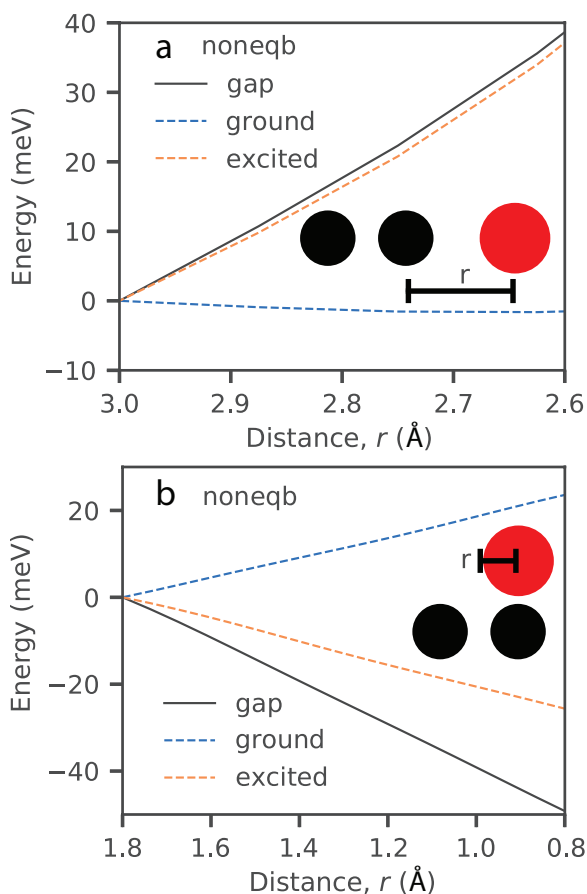 a noneqb
gap
ground
excited
r
40
30
20
10
0
−10
Energy (meV)
3.0 2.9 2.8 2.7 2.6
Distance, r (Å)
b noneqb
r
gap
ground
excited
20
0
−20
−40
Energy (meV)
1.8 1.6 1.4 1.2 1.0 0.8
Distance, r (Å)